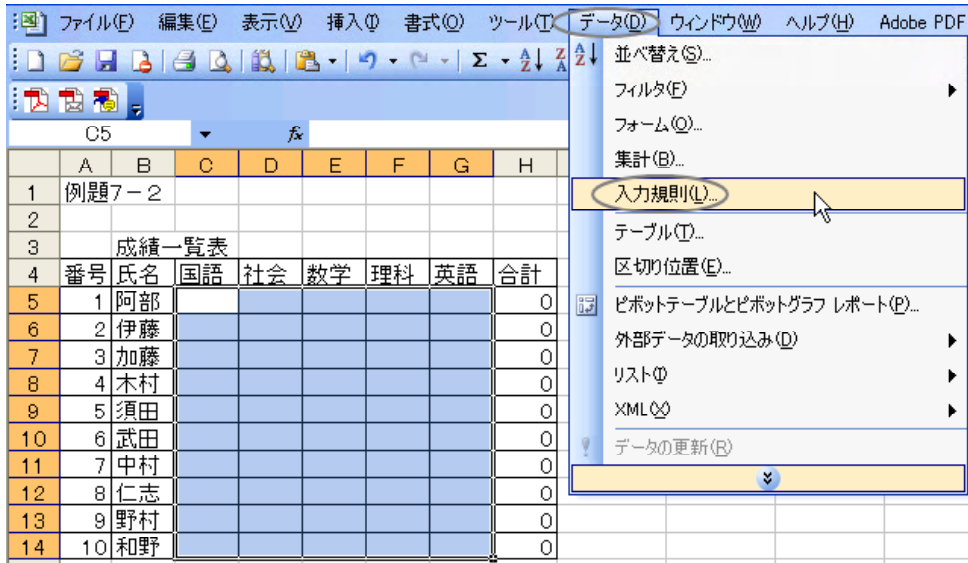 ファイル(F) 編集(E) 表示(V) 挿入(I) 書式(O) ツール(T) データ(D) ウィンドウ(W) ヘルプ(H) Adobe PDF
並べ替え(S)...
フィルタ(F)
フォーム(O)...
集計(B)...
入力規則(L)...
テーブル(T)...
区切り位置(E)...
ピボットテーブルとピボットグラフ レポート(P)...
外部データの取り込み(D)
リスト(I)
XML(X)
データの更新(R)
C5 fx
A B C D E F G H
1 例題7-2
2
3 成績一覧表
4 番号 氏名 国語 社会 数学 理科 英語 合計
5 1 阿部 0
6 2 伊藤 0
7 3 加藤 0
8 4 木村 0
9 5 須田 0
10 6 武田 0
11 7 中村 0
12 8 仁志 0
13 9 野村 0
14 10 和野 0